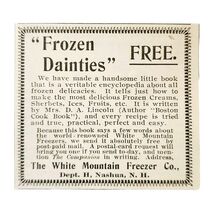 "Frozen
Dainties"
FREE.
We have made a handsome little book
that is a veritable encyclopedia about all
frozen delicacies. It tells just how to
make the most delicious Frozen Creams,
Sherbets, Ices, Fruits, etc. It is written
by Mrs. D. A. Lincoln (Author "Boston
Cook Book"), and every recipe is tried
and true, practical, perfect and easy.
Because this book says a few words about
the world-renowned White Mountain
Freezers, we send it absolutely free by
post-paid mail. A postal-card request will
bring you one if you send to-day, and men-
tion The Companion in writing. Address,
The White Mountain Freezer Co.,
Dept. H, Nashua, N. H.